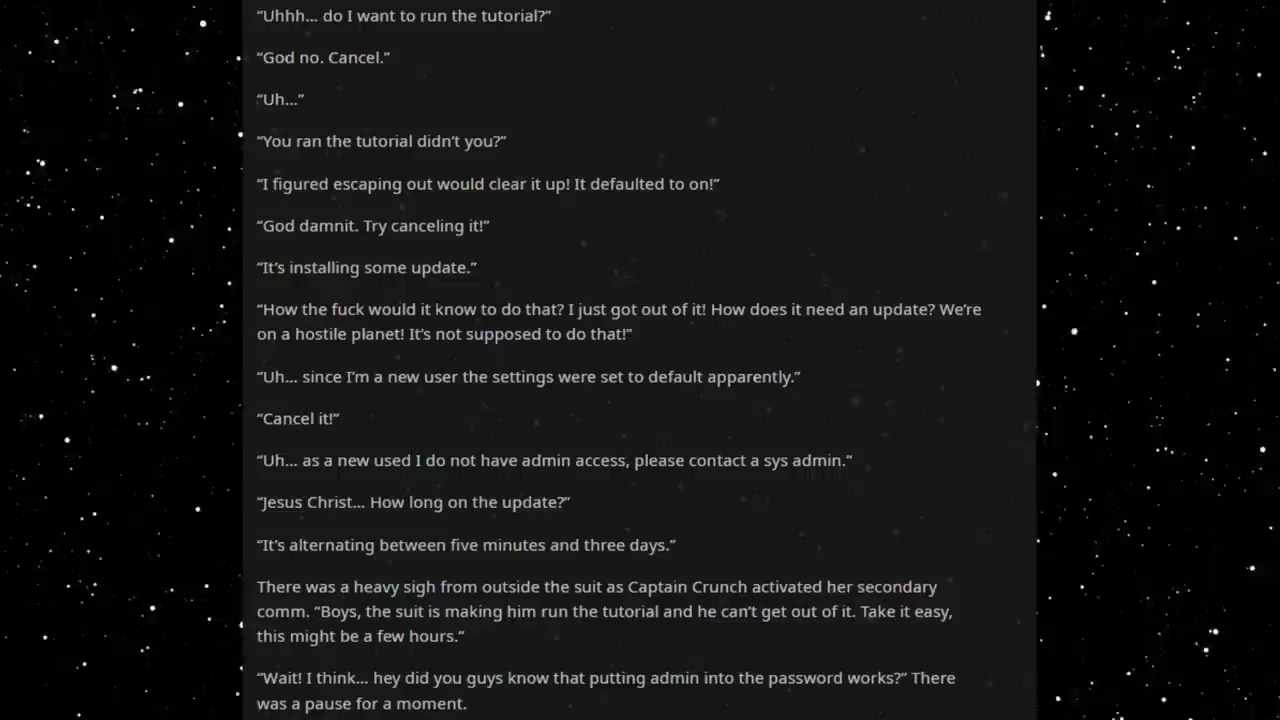 “Uhhh... do I want to run the tutorial?”
“God no. Cancel.”
“Uh...”
“You ran the tutorial didn’t you?”
“I figured escaping out would clear it up! It defaulted to on!”
“God damnit. Try canceling it!”
“It’s installing some update.”
“How the fuck would it know to do that? I just got out of it! How does it need an update? We’re
on a hostile planet! It’s not supposed to do that!”
“Uh... since I’m a new user the settings were set to default apparently.”
“Cancel it!”
“Uh... as a new used I do not have admin access, please contact a sys admin.”
“Jesus Christ... How long on the update?”
“It’s alternating between five minutes and three days.”
There was a heavy sigh from outside the suit as Captain Crunch activated her secondary
comm. “Boys, the suit is making him run the tutorial and he can’t get out of it. Take it easy,
this might be a few hours.”
“Wait! I think... hey did you guys know that putting admin into the password works?” There
was a pause for a moment.